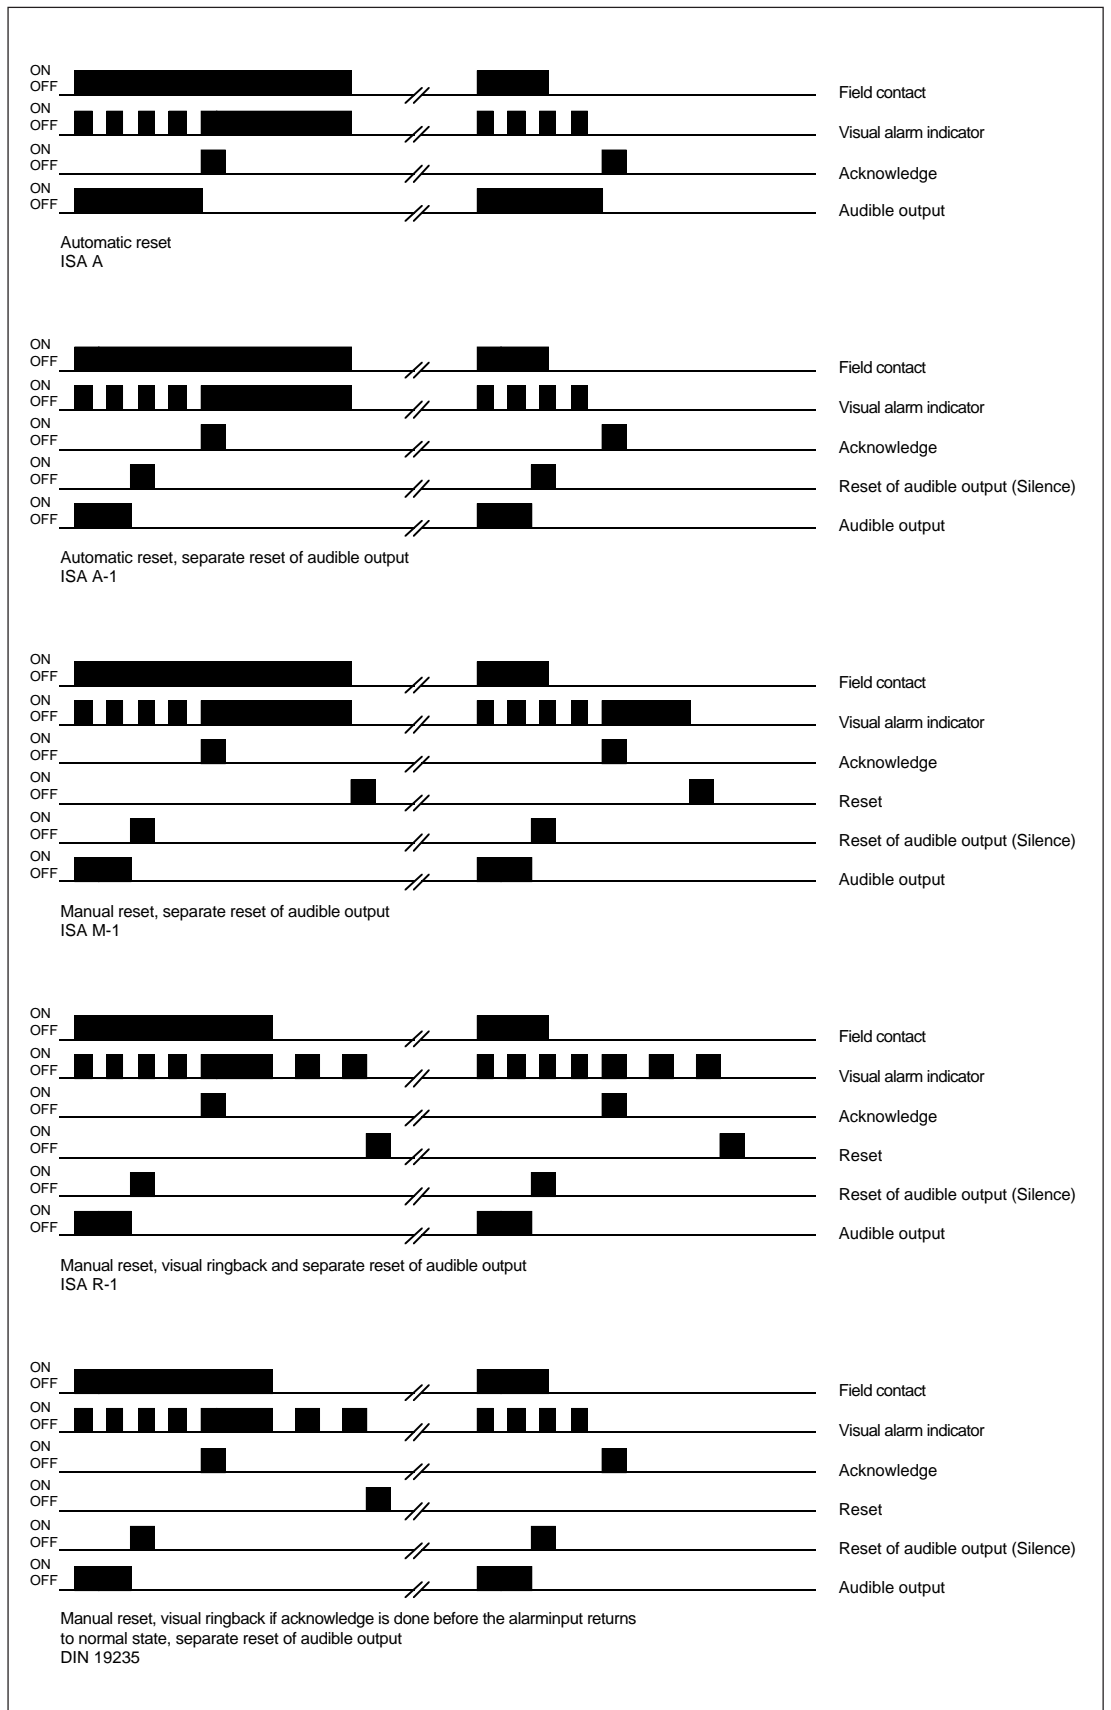 ON
OFF
Field contact
ON
OFF
Visual alarm indicator
ON
OFF
Acknowledge
ON
OFF
Audible output
Automatic reset
ISA A
ON
OFF
Field contact
ON
OFF
Visual alarm indicator
ON
OFF
Acknowledge
ON
OFF
Reset of audible output (Silence)
ON
OFF
Audible output
Automatic reset, separate reset of audible output
ISA A-1
ON
OFF
Field contact
ON
OFF
Visual alarm indicator
ON
OFF
Acknowledge
ON
OFF
Reset
ON
OFF
Reset of audible output (Silence)
ON
OFF
Audible output
Manual reset, separate reset of audible output
ISA M-1
ON
OFF
Field contact
ON
OFF
Visual alarm indicator
ON
OFF
Acknowledge
ON
OFF
Reset
ON
OFF
Reset of audible output (Silence)
ON
OFF
Audible output
Manual reset, visual ringback and separate reset of audible output
ISA R-1
ON
OFF
Field contact
ON
OFF
Visual alarm indicator
ON
OFF
Acknowledge
ON
OFF
Reset
ON
OFF
Reset of audible output (Silence)
ON
OFF
Audible output
Manual reset, visual ringback if acknowledge is done before the alarminput returns
to normal state, separate reset of audible output
DIN 19235